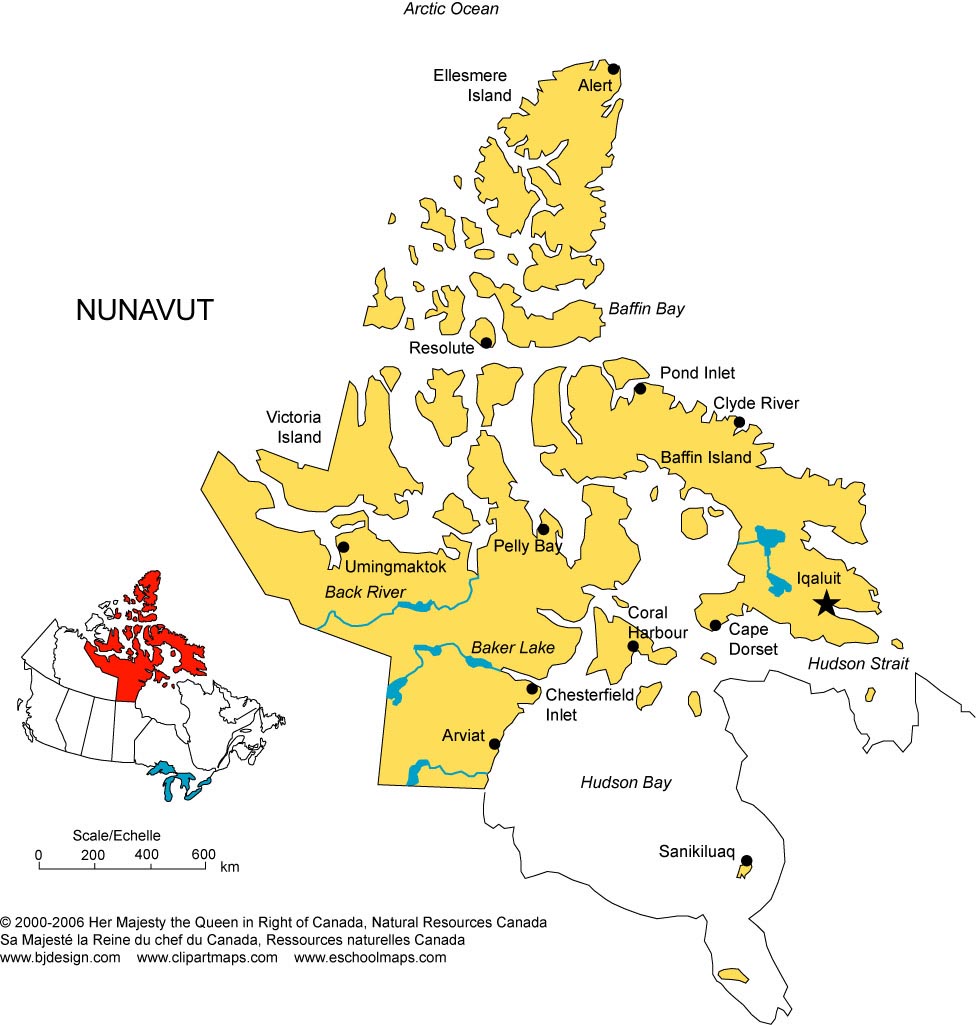 Arctic Ocean
Ellesmere
Island
Alert
NUNAVUT
Baffin Bay
Resolute
Pond Inlet
Clyde River
Victoria
Island
Baffin Island
Pelly Bay
Umingmaktok
Back River
Iqaluit
Coral
Harbour
Cape
Dorset
Baker Lake
Hudson Strait
Chesterfield
Inlet
Arviat
Hudson Bay
Sanikiluaq
Scale/Echelle
0 200 400 600
km
© 2000-2006 Her Majesty the Queen in Right of Canada, Natural Resources Canada
Sa Majesté la Reine du chef du Canada, Ressources naturelles Canada
www.bjdesign.com www.clipartmaps.com www.eschoolmaps.com